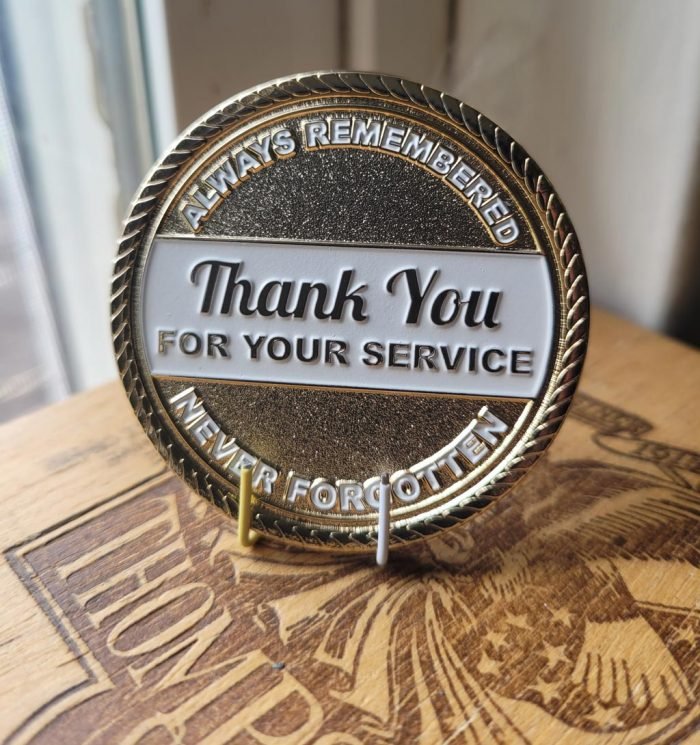 ALWAYS REMEMBERED
Thank You
FOR YOUR SERVICE
NEVER FORGOTTEN